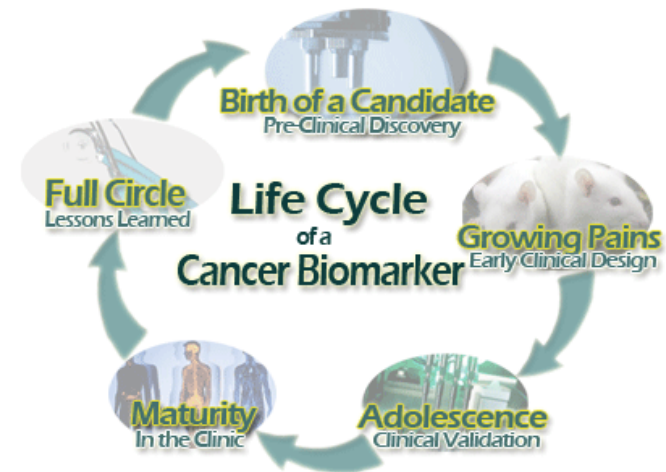 Birth of a Candidate
Pre-Clinical Discovery
Full Circle
Lessons Learned
Life Cycle
of a
Cancer Biomarker
Growing Pains
Early Clinical Design
Maturity
In the Clinic
Adolescence
Clinical Validation